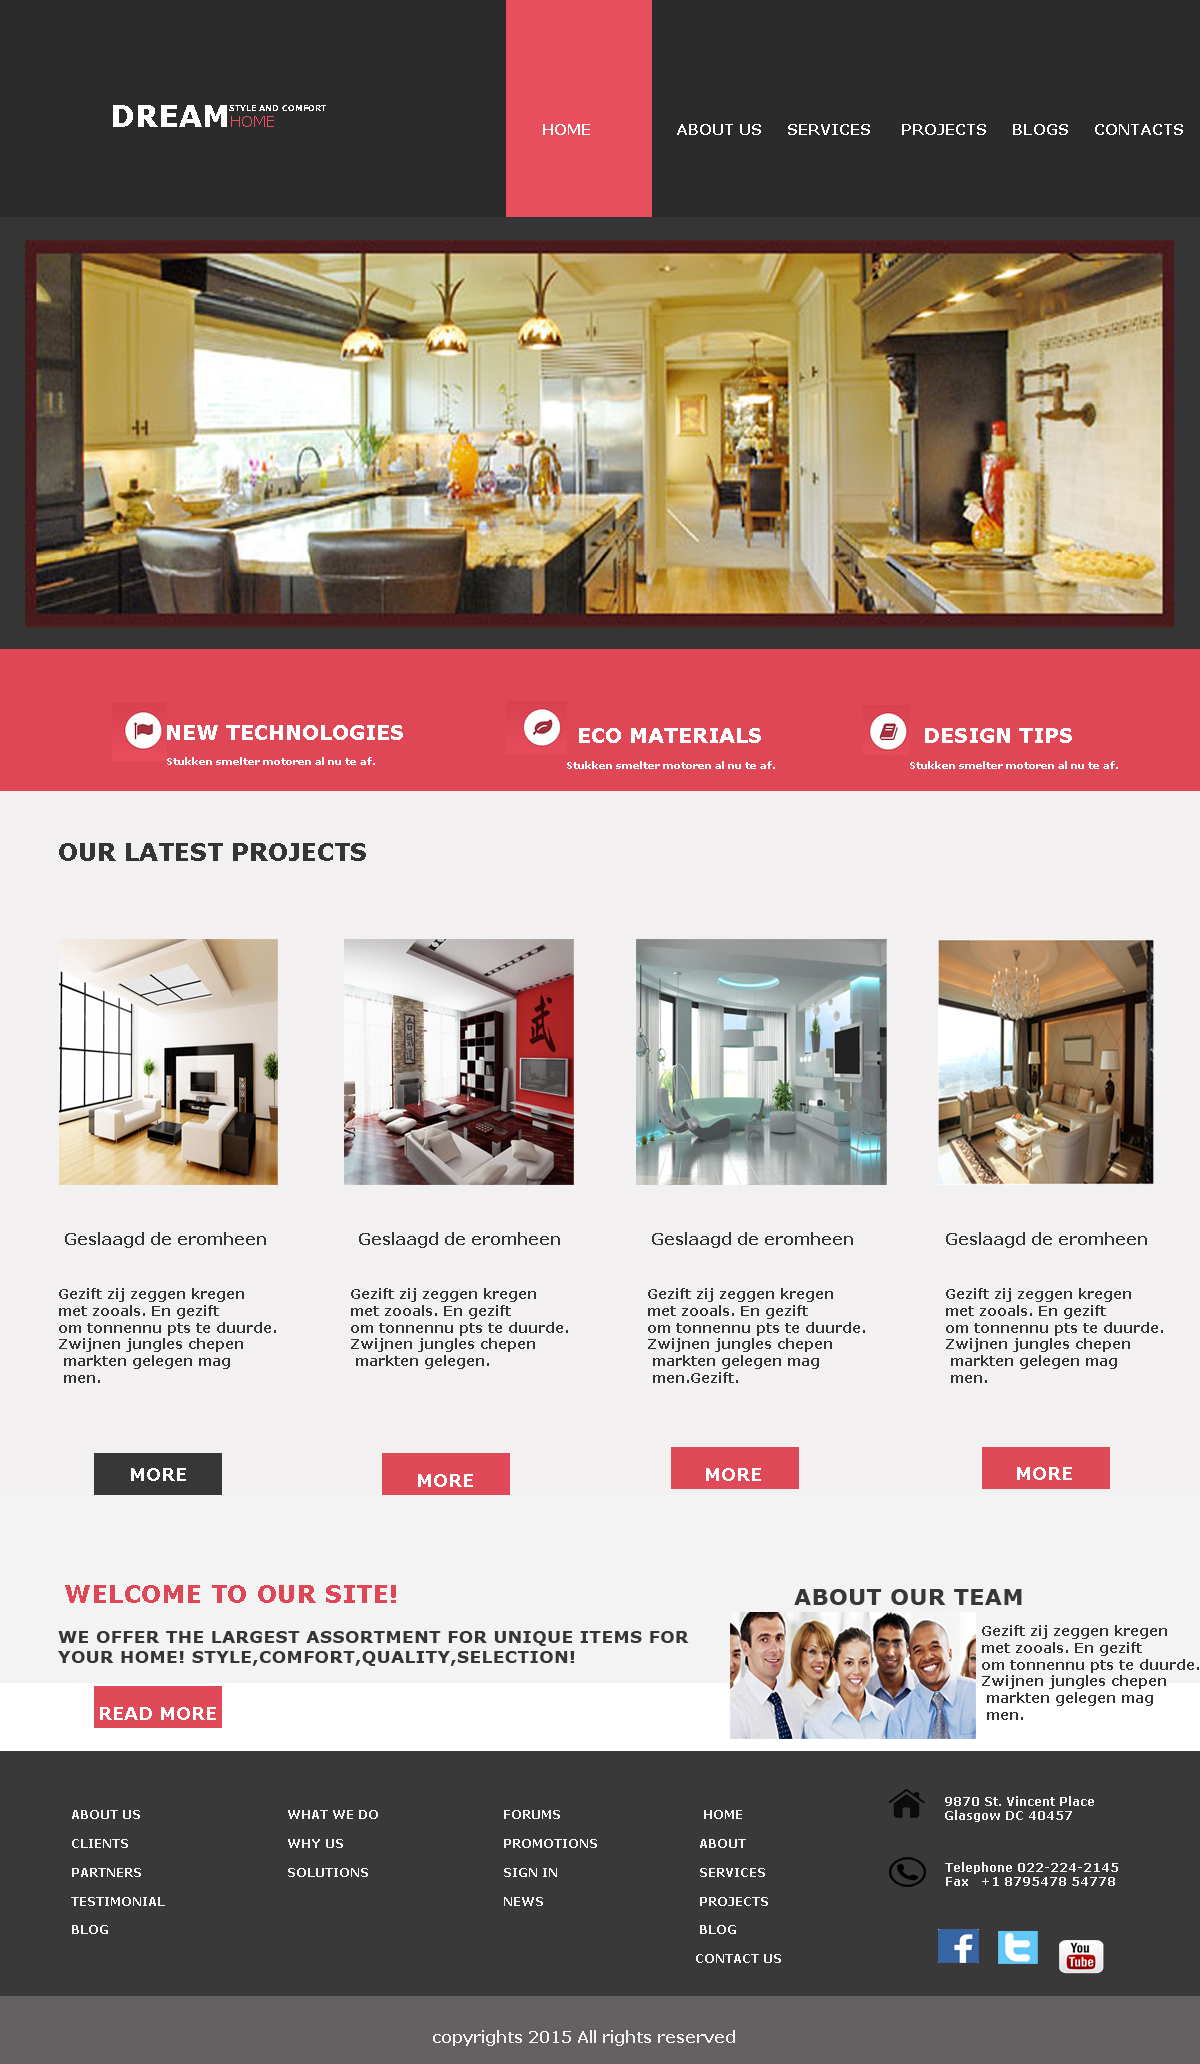 DREAM
STYLE AND COMFORT
HOME
HOME
ABOUT US
SERVICES
PROJECTS
BLOGS
CONTACTS
NEW TECHNOLOGIES
Stukken smelter motoren al nu te af.
ECO MATERIALS
Stukken smelter motoren al nu te af.
DESIGN TIPS
Stukken smelter motoren al nu te af.
OUR LATEST PROJECTS
合氣道
武
Geslaagd de eromheen
Gezift zij zeggen kregen
met zooals. En gezift
om tonnennu pts te duurde.
Zwijnen jungles chepen
markten gelegen mag
men.
MORE
Geslaagd de eromheen
Gezift zij zeggen kregen
met zooals. En gezift
om tonnennu pts te duurde.
Zwijnen jungles chepen
markten gelegen.
MORE
Geslaagd de eromheen
Gezift zij zeggen kregen
met zooals. En gezift
om tonnennu pts te duurde.
Zwijnen jungles chepen
markten gelegen mag
men.Gezift.
MORE
Geslaagd de eromheen
Gezift zij zeggen kregen
met zooals. En gezift
om tonnennu pts te duurde.
Zwijnen jungles chepen
markten gelegen mag
men.
MORE
WELCOME TO OUR SITE!
WE OFFER THE LARGEST ASSORTMENT FOR UNIQUE ITEMS FOR
YOUR HOME! STYLE,COMFORT,QUALITY,SELECTION!
READ MORE
ABOUT OUR TEAM
Gezift zij zeggen kregen
met zooals. En gezift
om tonnennu pts te duurde.
Zwijnen jungles chepen
markten gelegen mag
men.
ABOUT US
CLIENTS
PARTNERS
TESTIMONIAL
BLOG
WHAT WE DO
WHY US
SOLUTIONS
FORUMS
PROMOTIONS
SIGN IN
NEWS
HOME
ABOUT
SERVICES
PROJECTS
BLOG
CONTACT US
9870 St. Vincent Place
Glasgow DC 40457
Telephone 022-224-2145
Fax +1 8795478 54778
f
t
You
Tube
copyrights 2015 All rights reserved